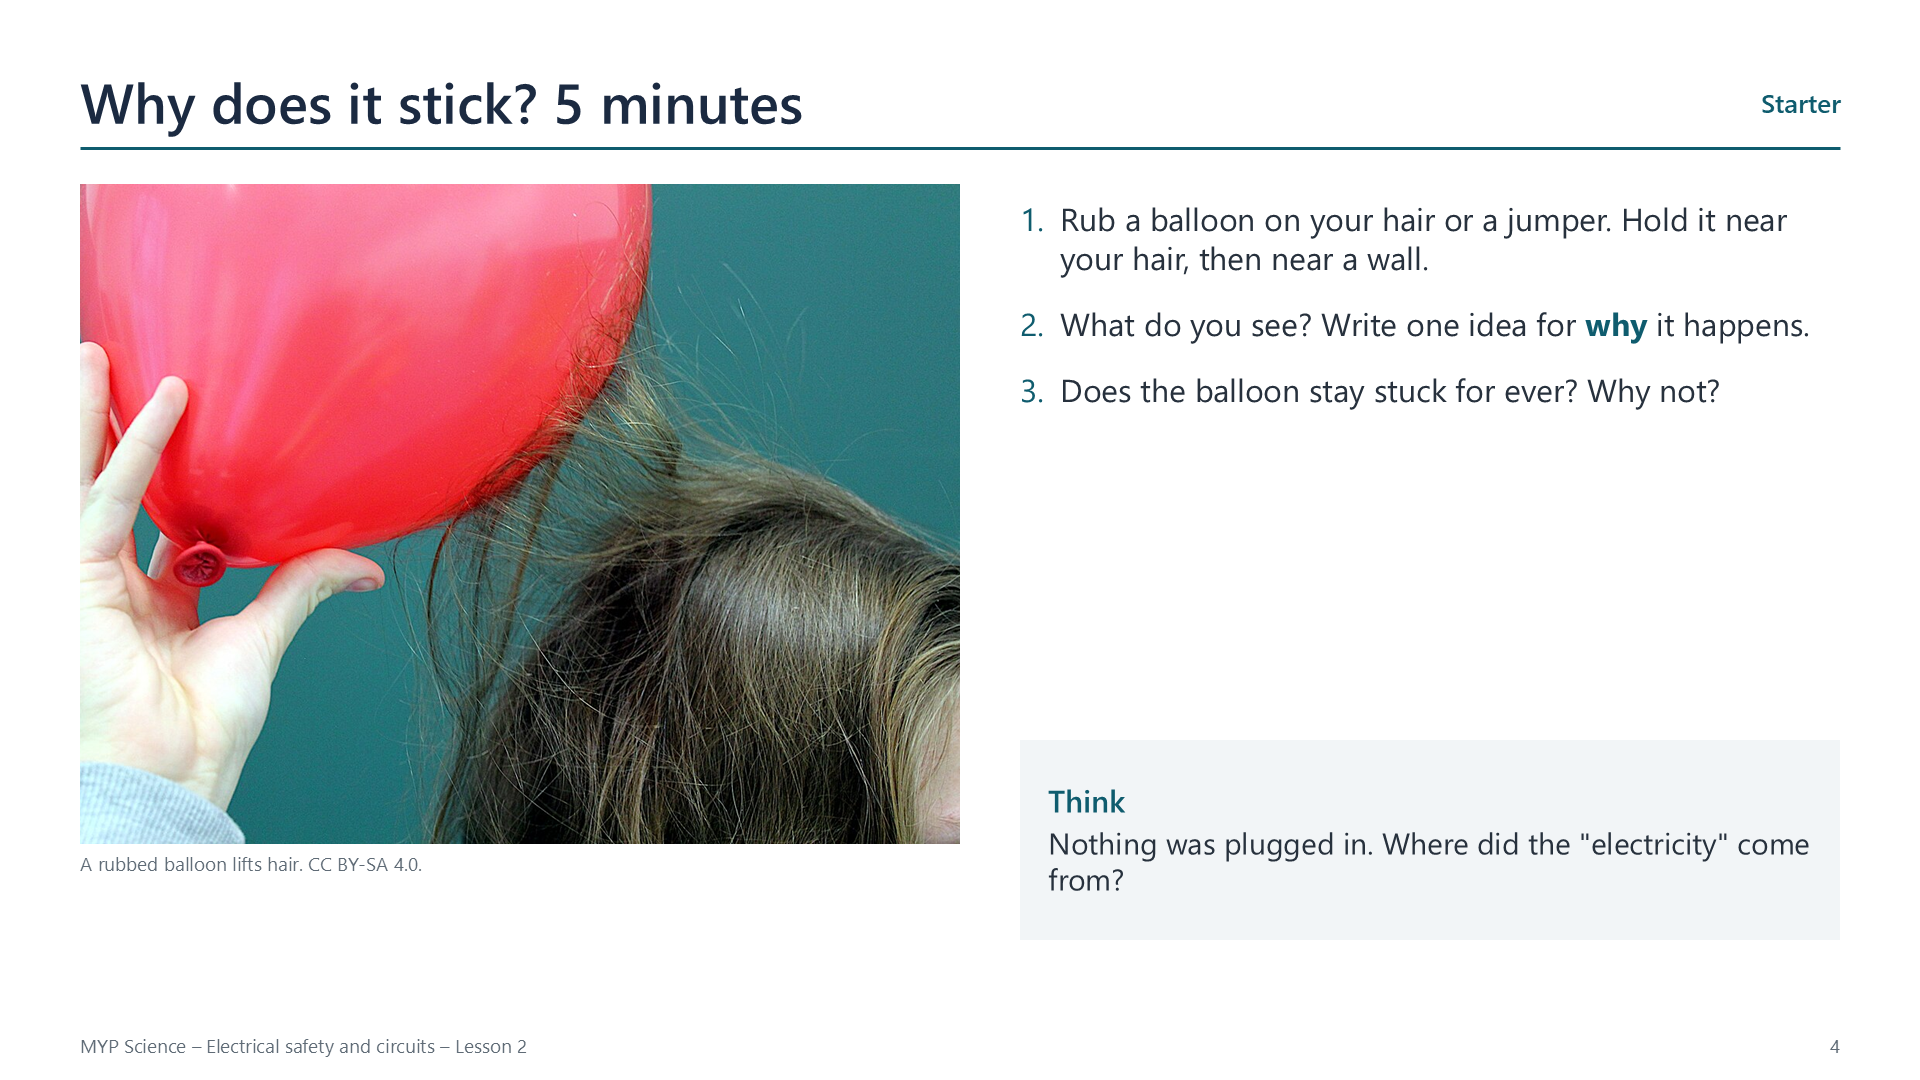 Why does it stick? 5 minutes
Starter
1. Rub a balloon on your hair or a jumper. Hold it near
your hair, then near a wall.
2. What do you see? Write one idea for why it happens.
3. Does the balloon stay stuck for ever? Why not?
Think
Nothing was plugged in. Where did the "electricity" come
from?
A rubbed balloon lifts hair. CC BY-SA 4.0.
MYP Science – Electrical safety and circuits – Lesson 2
4